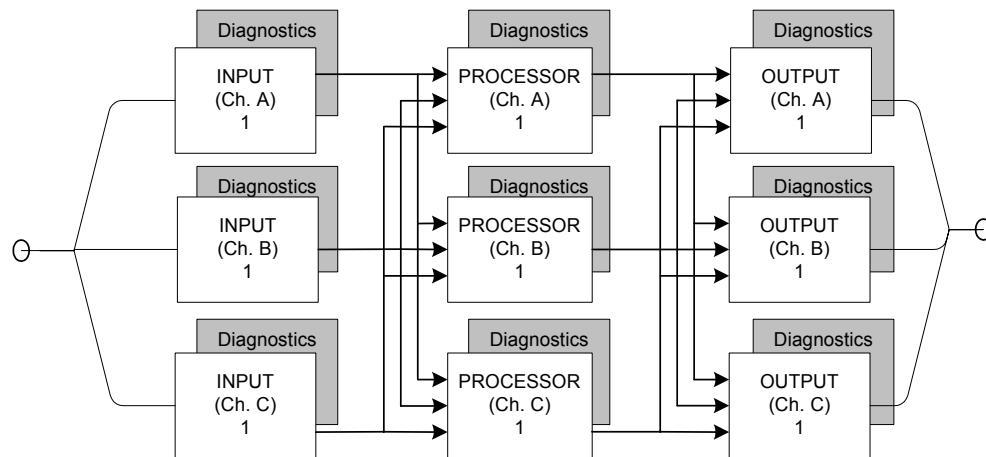 Diagnostics
INPUT
(Ch. A)
1
Diagnostics
PROCESSOR
(Ch. A)
1
Diagnostics
OUTPUT
(Ch. A)
1
Diagnostics
INPUT
(Ch. B)
1
Diagnostics
PROCESSOR
(Ch. B)
1
Diagnostics
OUTPUT
(Ch. B)
1
Diagnostics
INPUT
(Ch. C)
1
Diagnostics
PROCESSOR
(Ch. C)
1
Diagnostics
OUTPUT
(Ch. C)
1